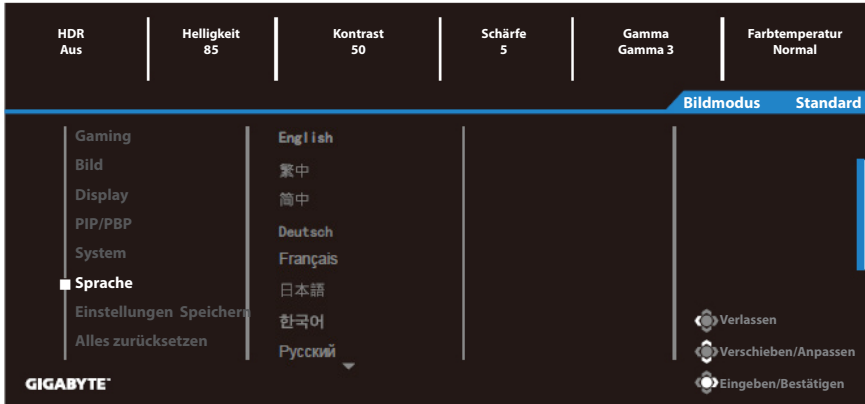 HDR
Aus
Helligkeit
85
Kontrast
50
Schärfe
5
Gamma
Gamma 3
Farbtemperatur
Normal
Bildmodus Standard
Gaming
Bild
Display
PIP/PBP
System
Sprache
Einstellungen Speichern
Alles zurücksetzen
English
繁中
简中
Deutsch
Français
日本語
한국어
Русский
Verlassen
Verschieben/Anpassen
Eingeben/Bestätigen
GIGABYTE™